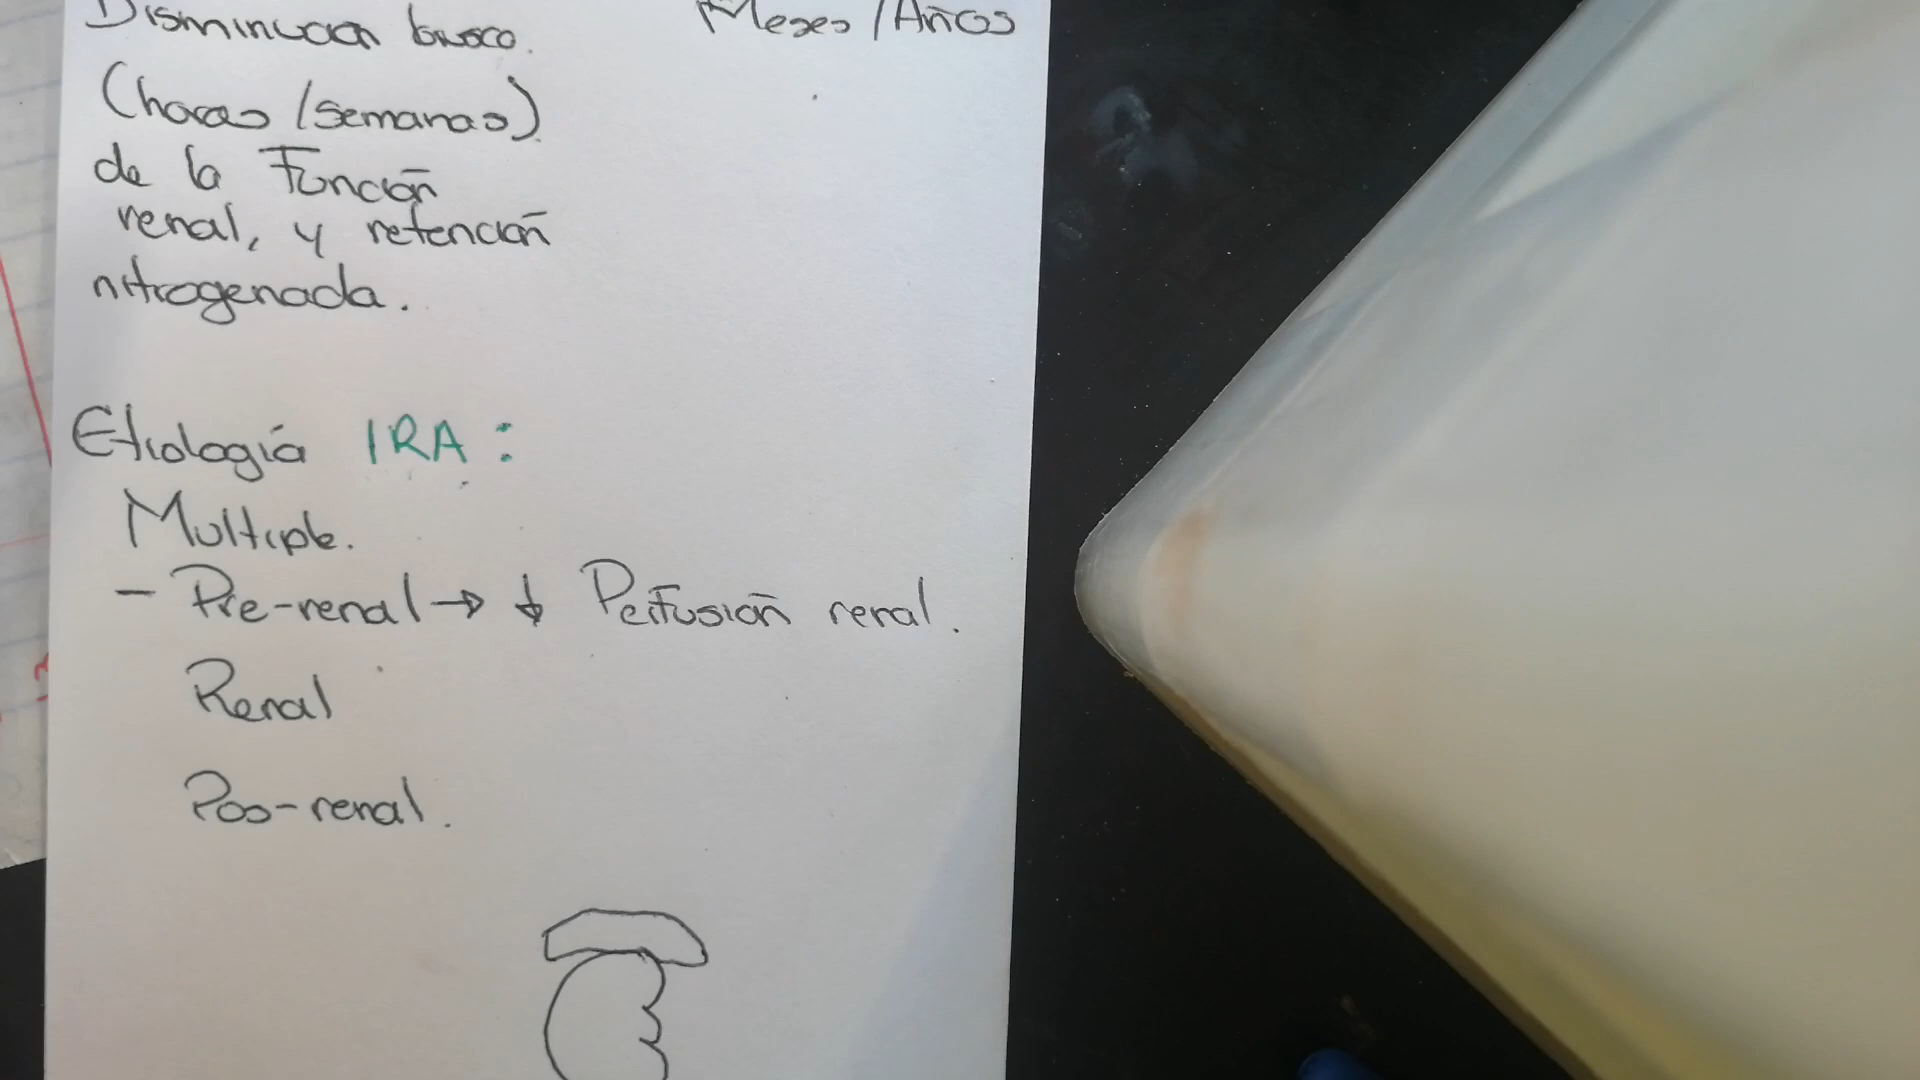 Disminución brusca.
Meses / Años
(horas / semanas)
de la Función
renal, y retención
nitrogenada.
Etiología IRA :
Multiple.
- Pre-renal → ↓ Perfusión renal.
Renal
Pos-renal.